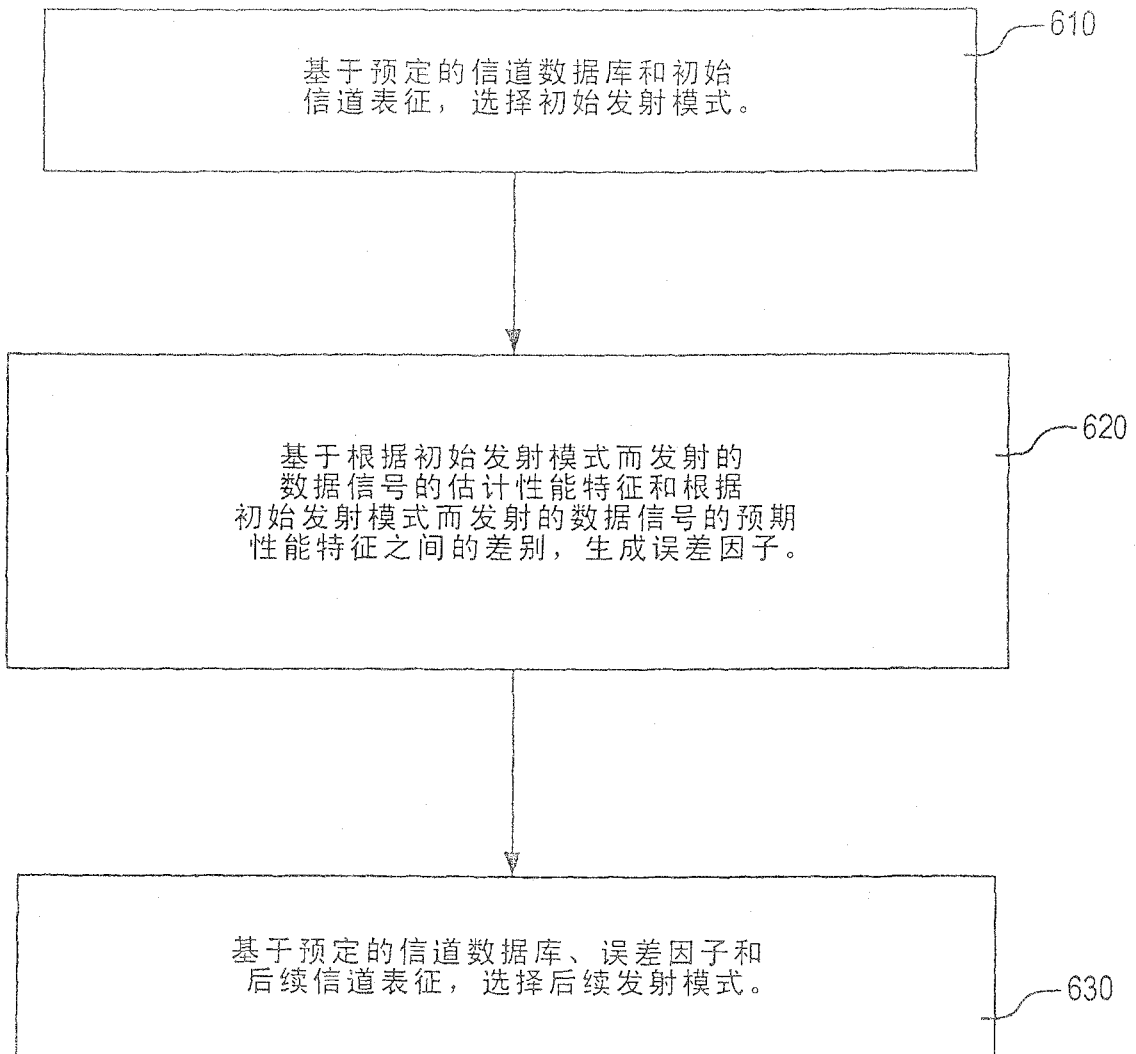 610
基于预定的信道数据库和初始
信道表征，选择初始发射模式。
620
基于根据初始发射模式而发射的
数据信号的估计性能特征和根据
初始发射模式而发射的数据信号的预期
性能特征之间的差别，生成误差因子。
基于预定的信道数据库、误差因子和
后续信道表征，选择后续发射模式。
630